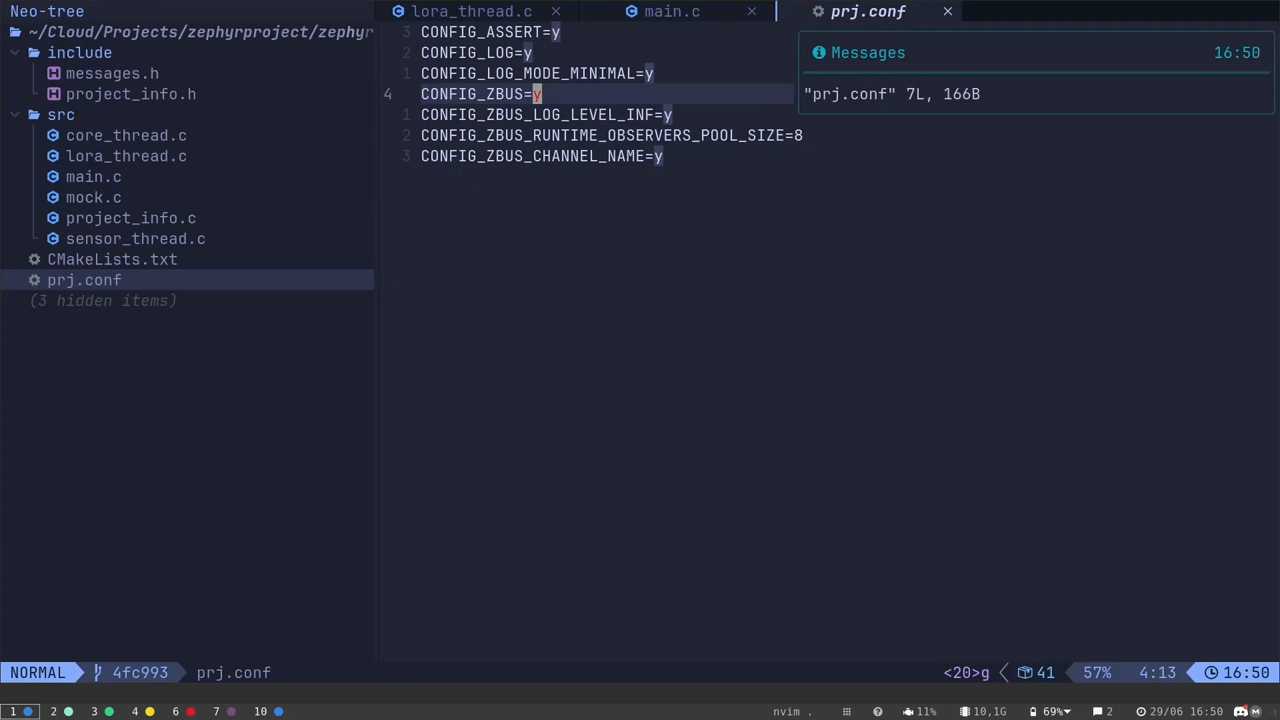 Neo-tree
~/Cloud/Projects/zephyrproject/zephyr
include
messages.h
project_info.h
src
core_thread.c
lora_thread.c
main.c
mock.c
project_info.c
sensor_thread.c
CMakeLists.txt
prj.conf
(3 hidden items)
lora_thread.c
main.c
prj.conf
3 CONFIG_ASSERT=y
2 CONFIG_LOG=y
1 CONFIG_LOG_MODE_MINIMAL=y
4 CONFIG_ZBUS=y
1 CONFIG_ZBUS_LOG_LEVEL_INF=y
2 CONFIG_ZBUS_RUNTIME_OBSERVERS_POOL_SIZE=8
3 CONFIG_ZBUS_CHANNEL_NAME=y
Messages 16:50
"prj.conf" 7L, 166B
NORMAL 4fc993 prj.conf <20>g 41 57% 4:13 16:50
1 2 3 4 6 7 10 nvim . 11% 10,1G 69% 2 29/06 16:50